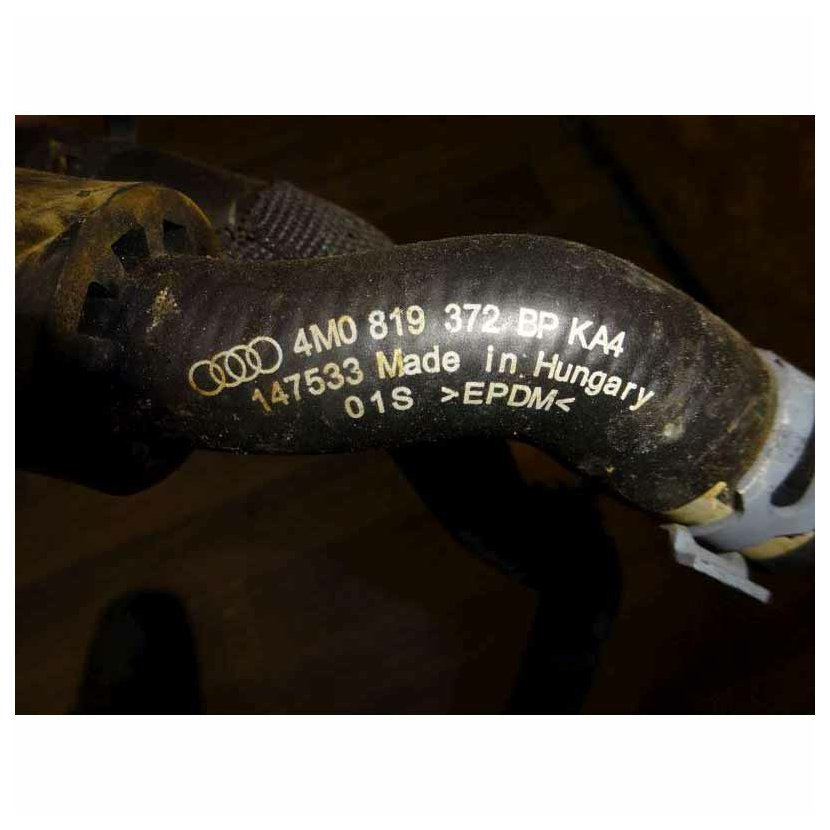 4M0 819 372 BP KA4
147533 Made in Hungary
01S >EPDM<